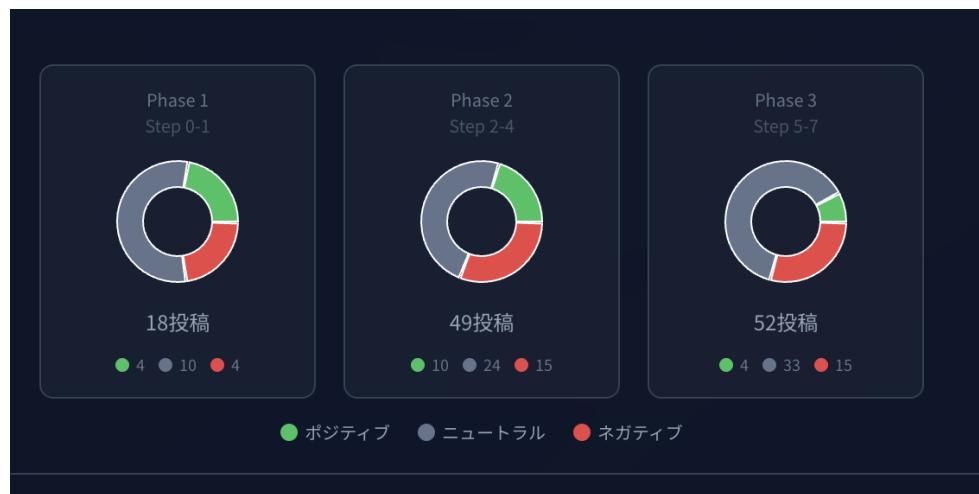 Phase 1
Step 0-1
18投稿
4 10 4
Phase 2
Step 2-4
49投稿
10 24 15
Phase 3
Step 5-7
52投稿
4 33 15
ポジティブ ニュートラル ネガティブ